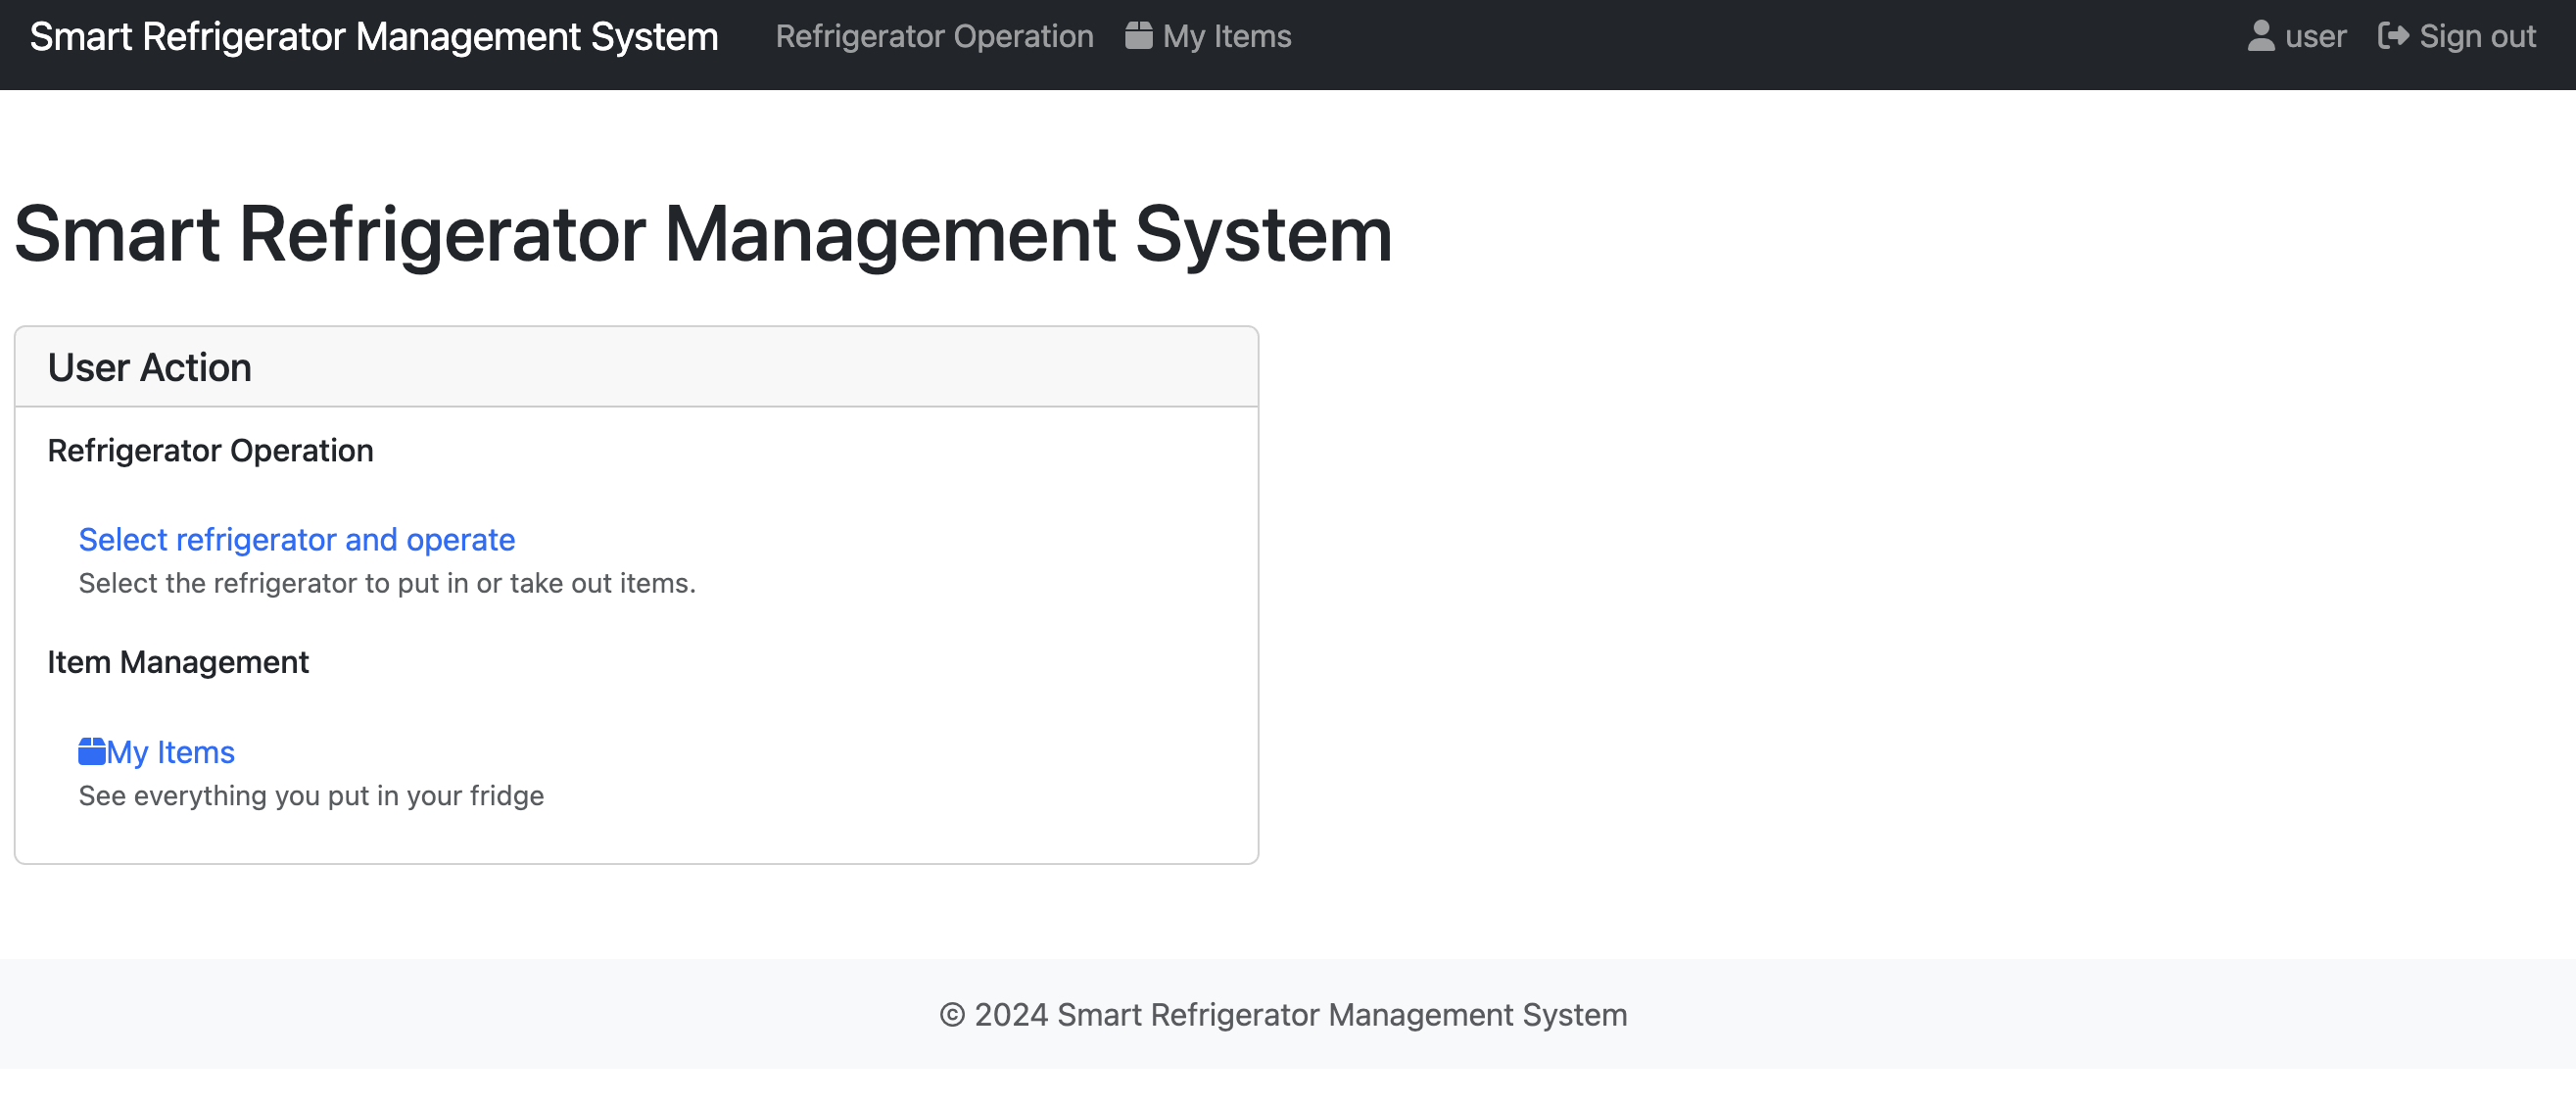 Smart Refrigerator Management System Refrigerator Operation My Items user Sign out
Smart Refrigerator Management System
User Action
Refrigerator Operation
Select refrigerator and operate
Select the refrigerator to put in or take out items.
Item Management
My Items
See everything you put in your fridge
© 2024 Smart Refrigerator Management System